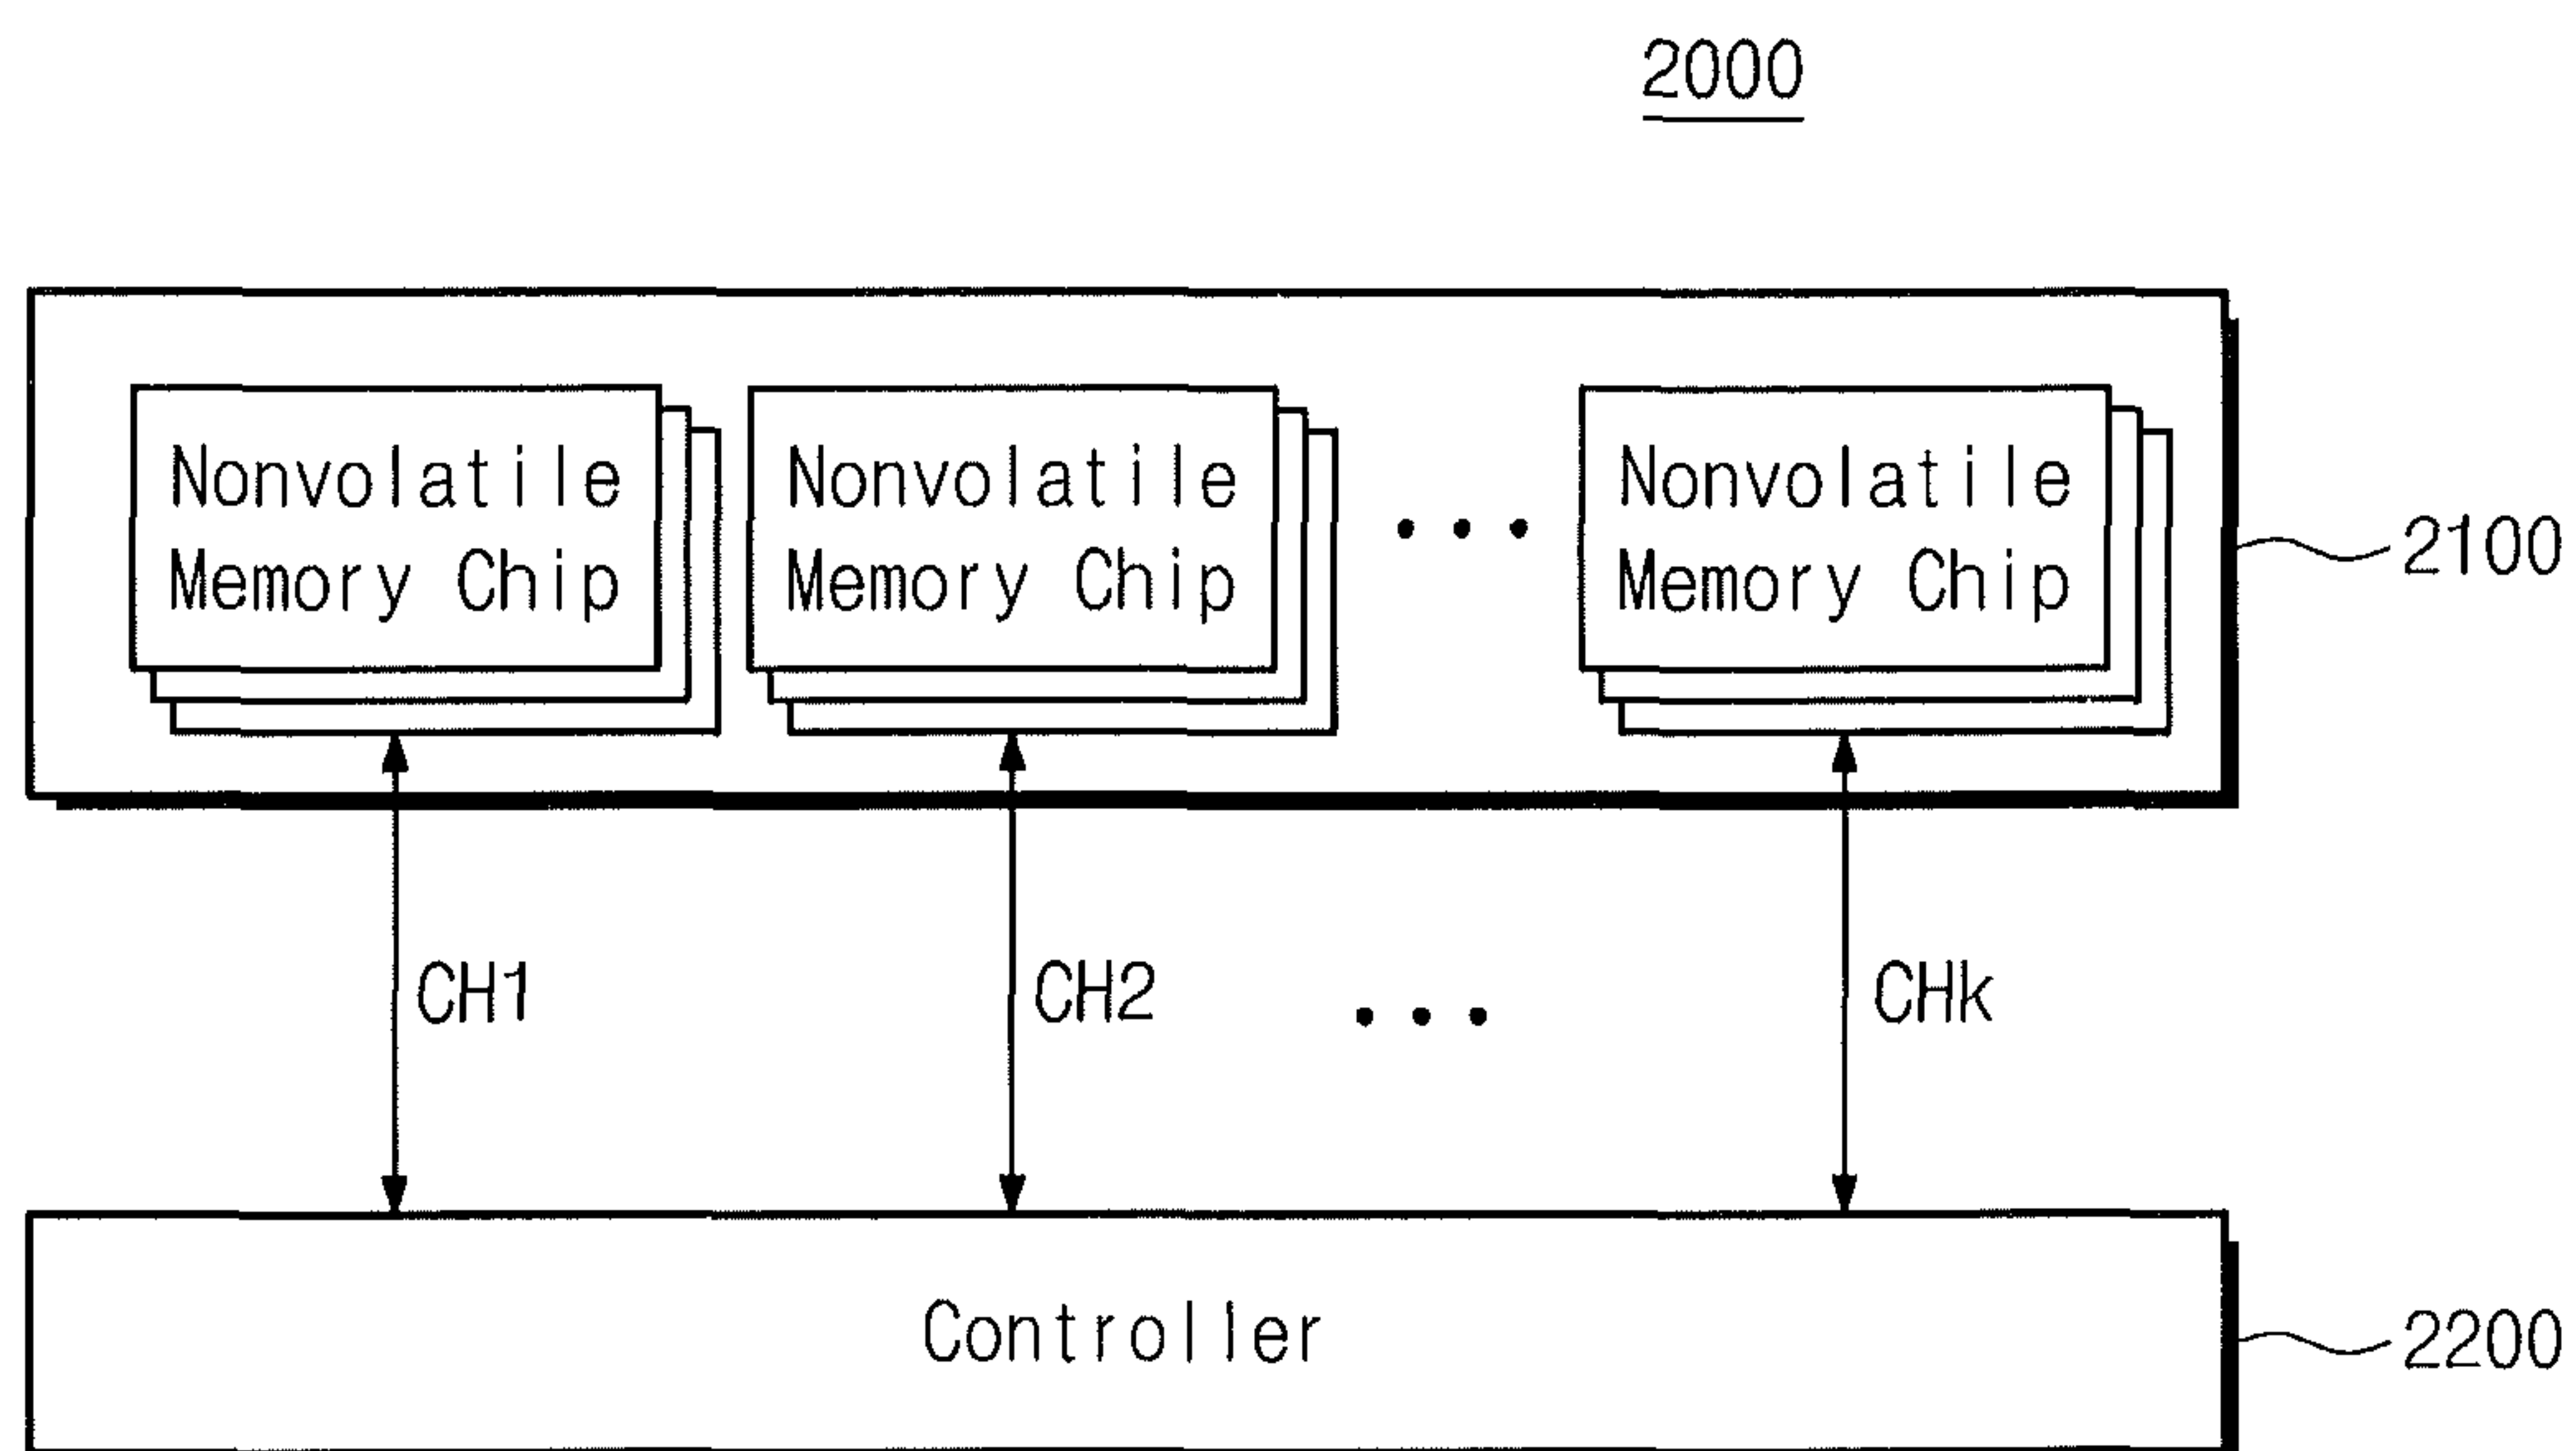 2000
Nonvolatile
Memory Chip
Nonvolatile
Memory Chip
Nonvolatile
Memory Chip
2100
CH1
CH2
CHk
Controller
2200